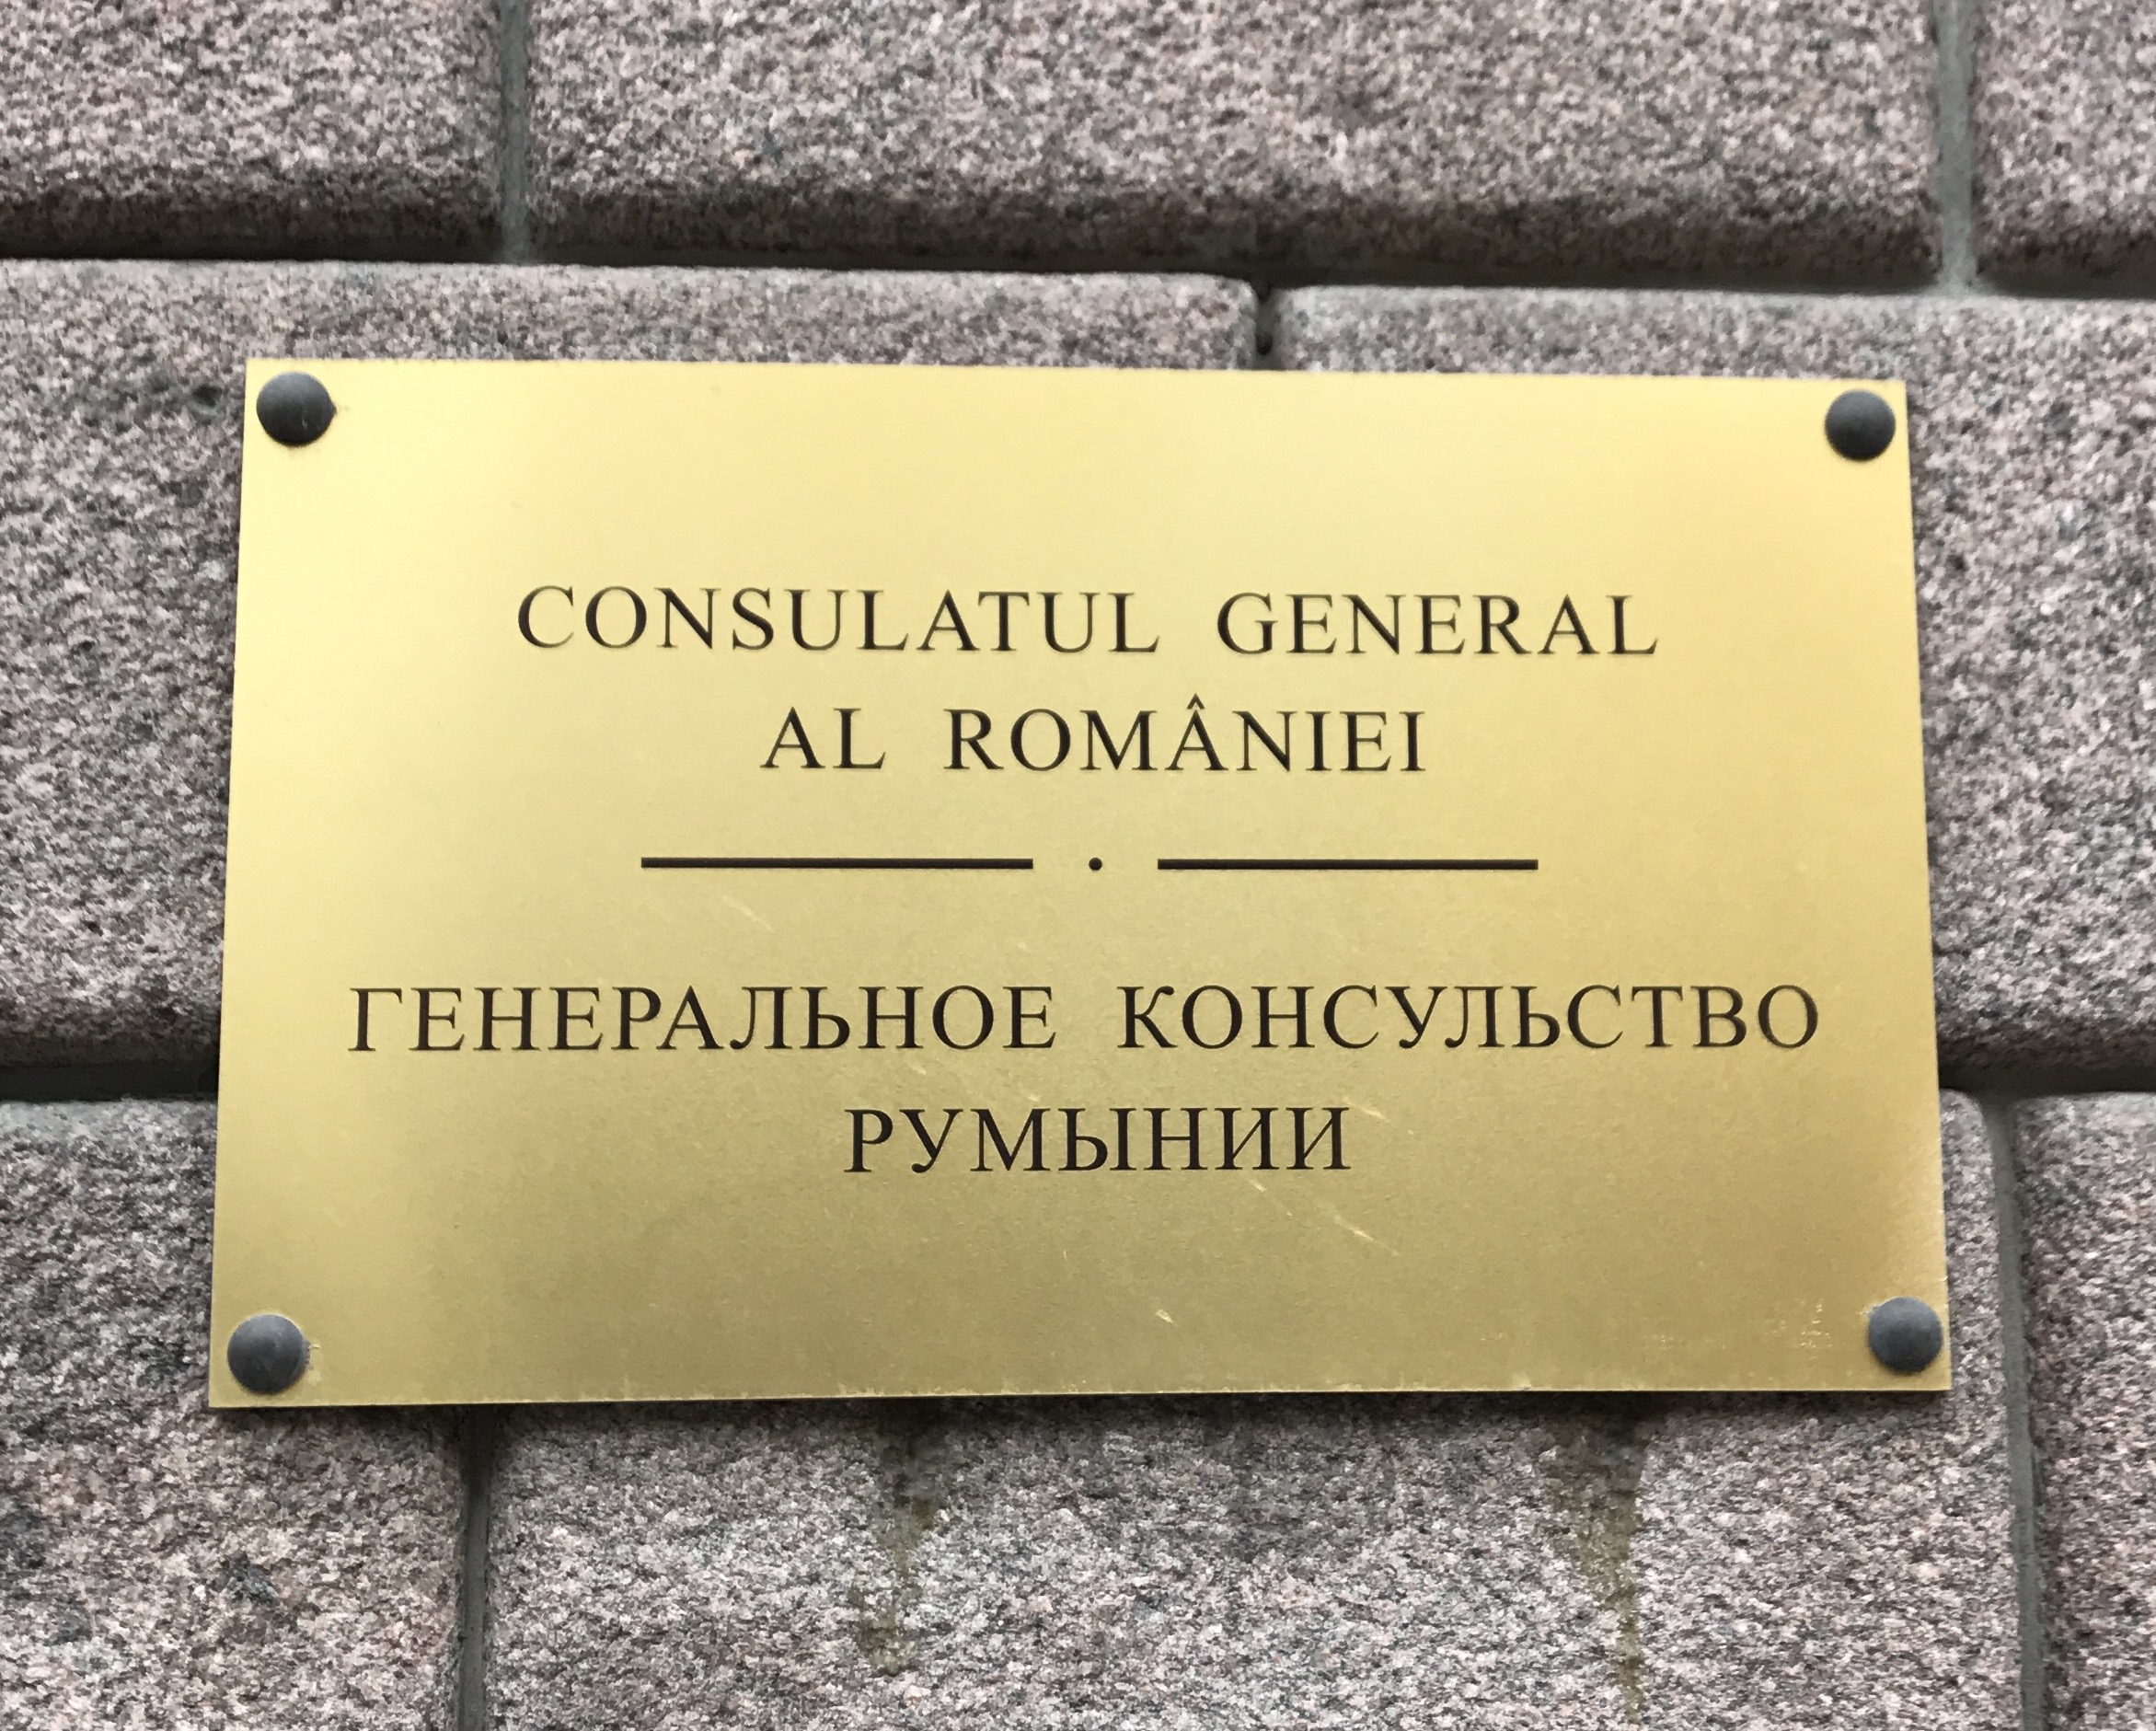 CONSULATUL GENERAL
AL ROMÂNIEI
ГЕНЕРАЛЬНОЕ КОНСУЛЬСТВО
РУМЫНИИ